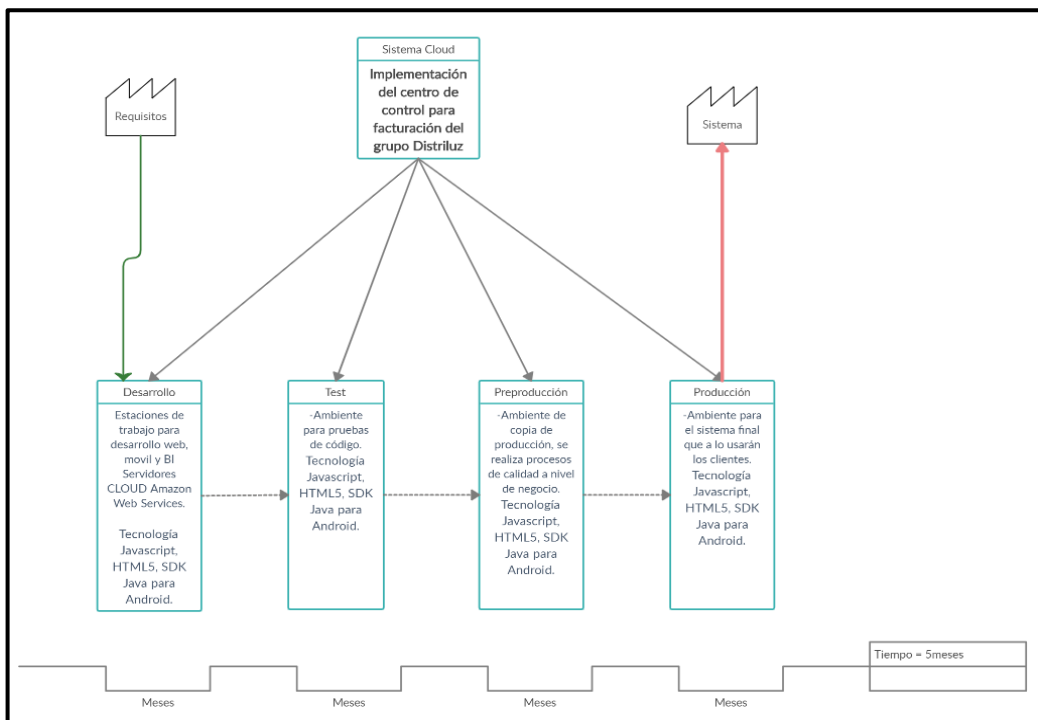 Sistema Cloud
Implementación
del centro de
control para
facturación del
grupo Distriluz
Requisitos
Sistema
Desarrollo
Estaciones de
trabajo para
desarrollo web,
movil y BI
Servidores
CLOUD Amazon
Web Services.
Tecnología
Javascript,
HTML5, SDK
Java para
Android.
Test
-Ambiente
para pruebas
de código.
Tecnología
Javascript,
HTML5, SDK
Java para
Android.
Preproducción
-Ambiente de
copia de
producción, se
realiza procesos
de calidad a nivel
de negocio.
Tecnología
Javascript,
HTML5, SDK
Java para
Android.
Producción
-Ambiente para
el sistema final
que a lo usarán
los clientes.
Tecnología
Javascript,
HTML5, SDK
Java para
Android.
Tiempo = 5meses
Meses
Meses
Meses
Meses